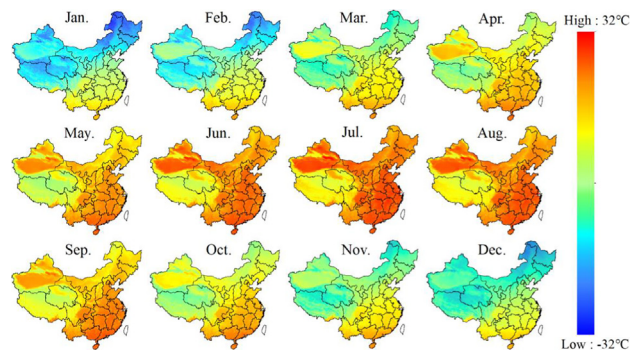 Jan.
Feb.
Mar.
Apr.
High : 32℃
May.
Jun.
Jul.
Aug.
Sep.
Oct.
Nov.
Dec.
Low : -32℃